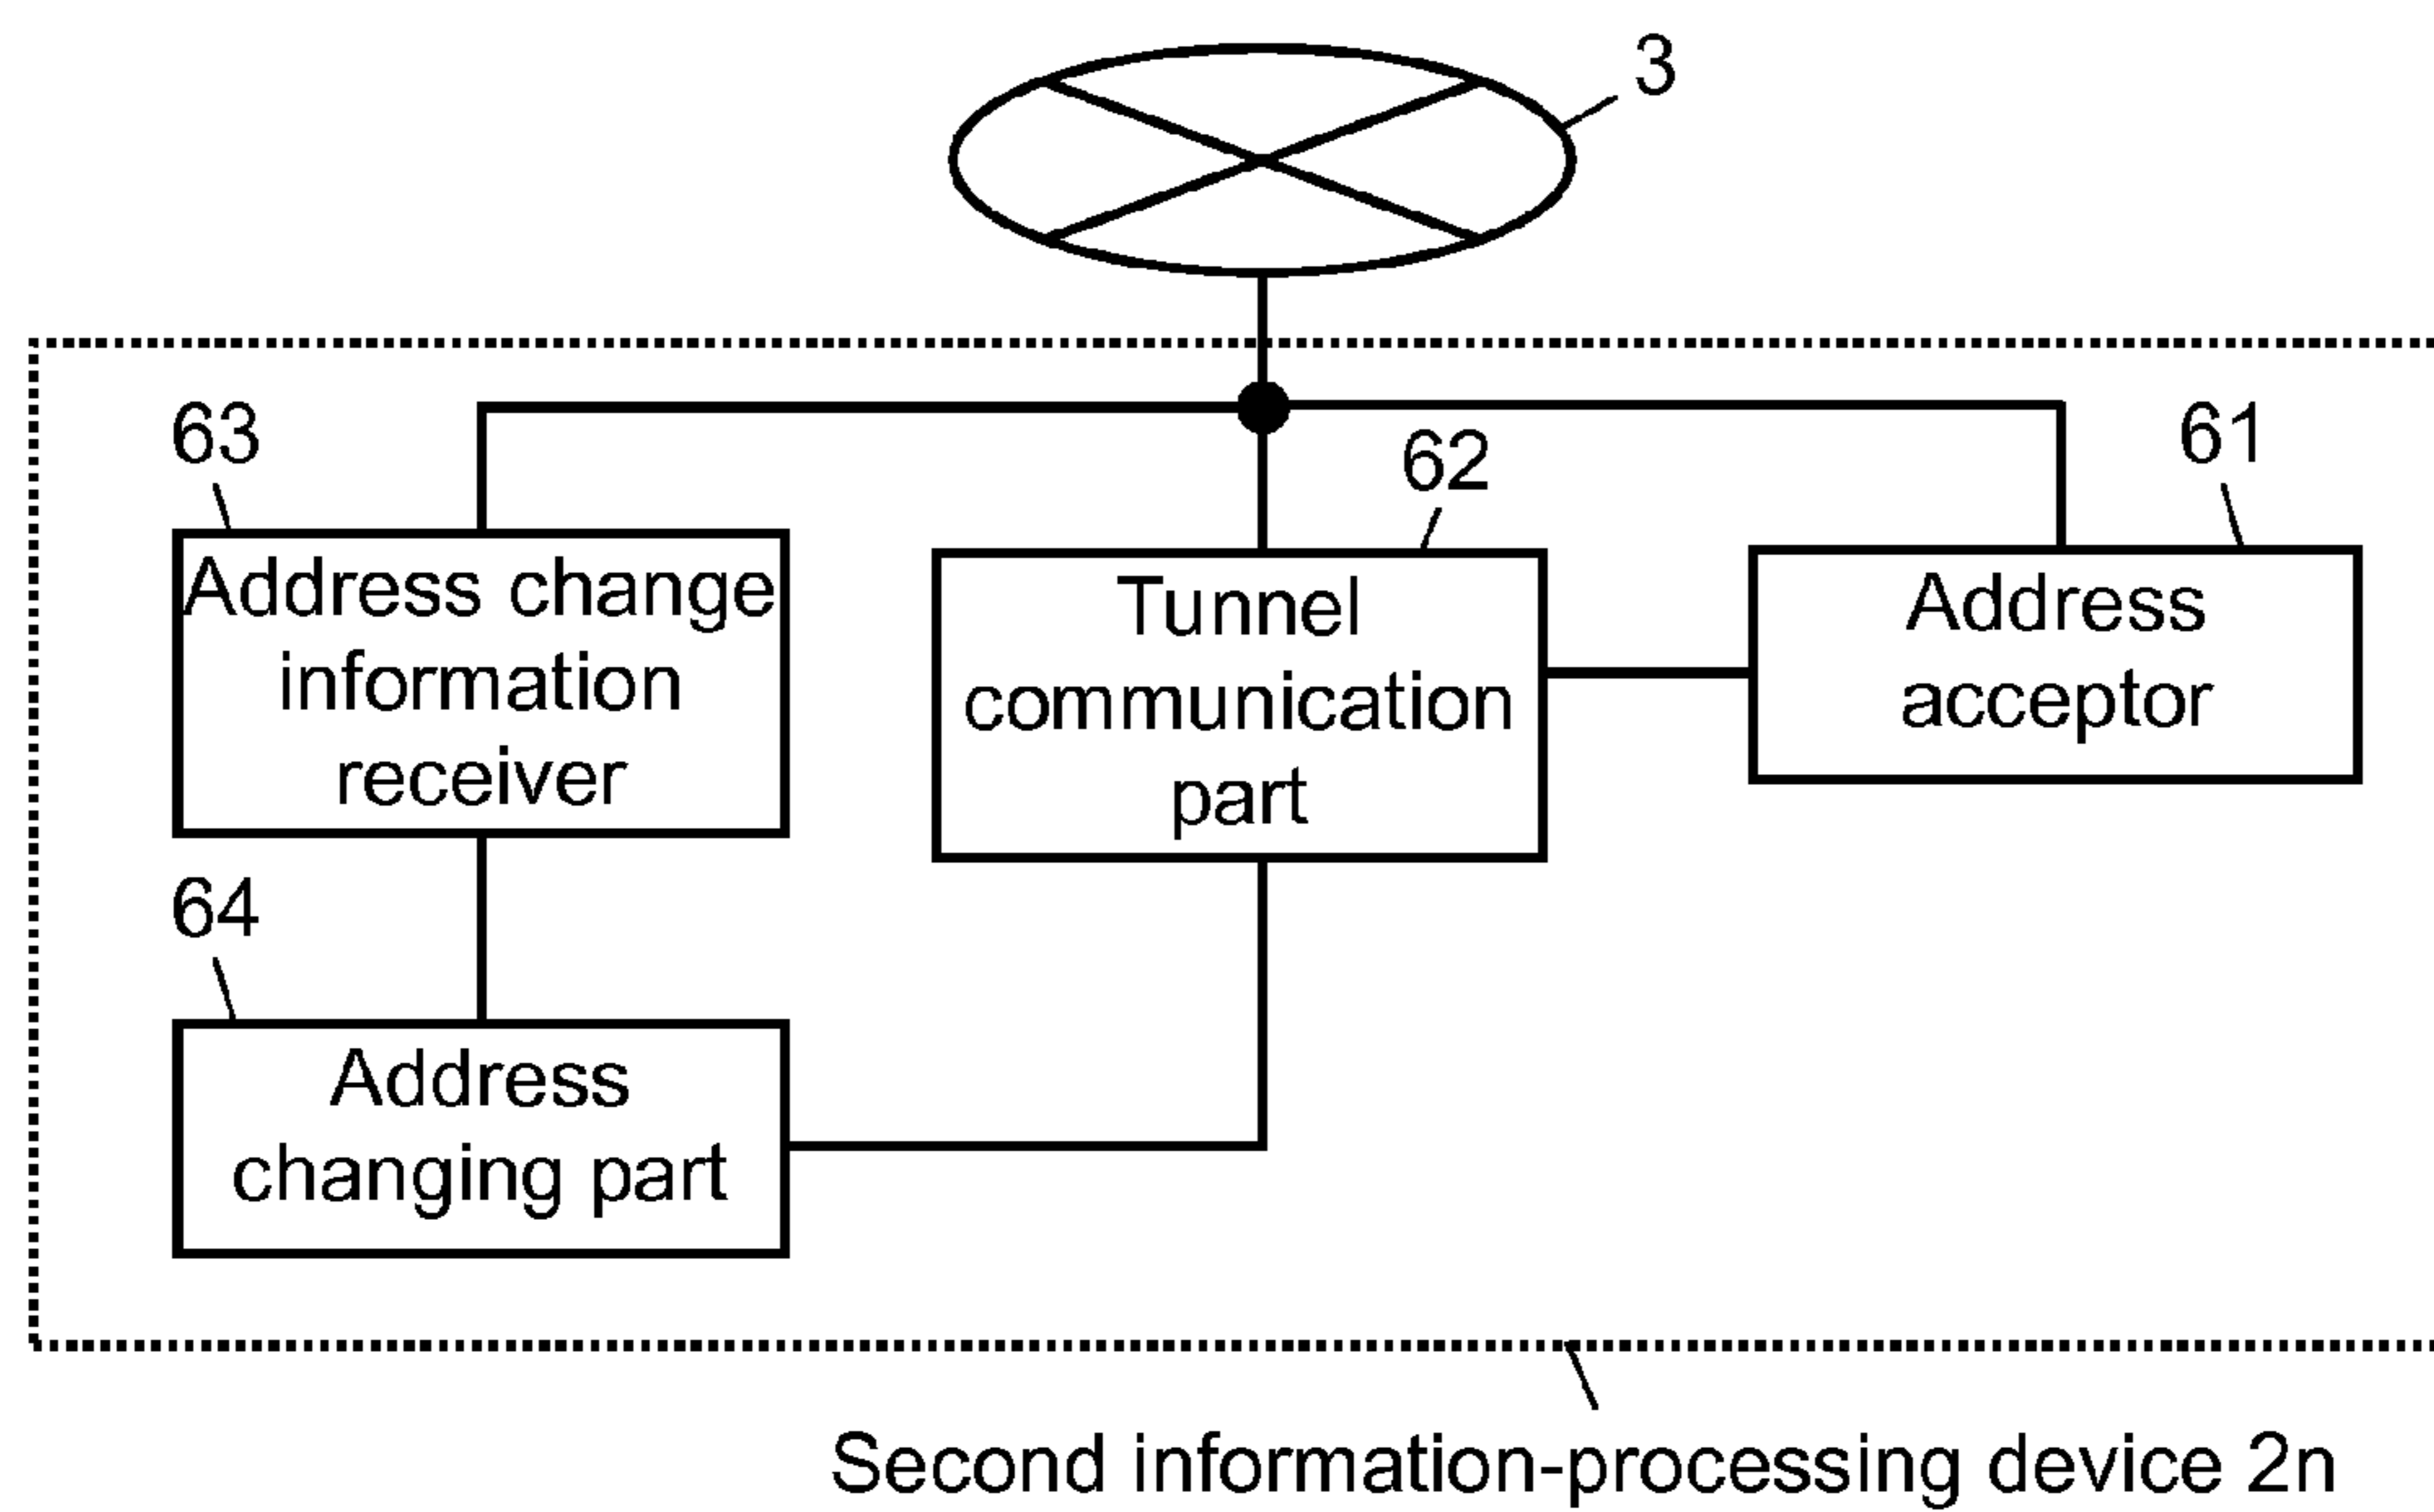 3
63
62
61
Address change
information
receiver
Tunnel
communication
part
Address
acceptor
64
Address
changing part
Second information-processing device 2n